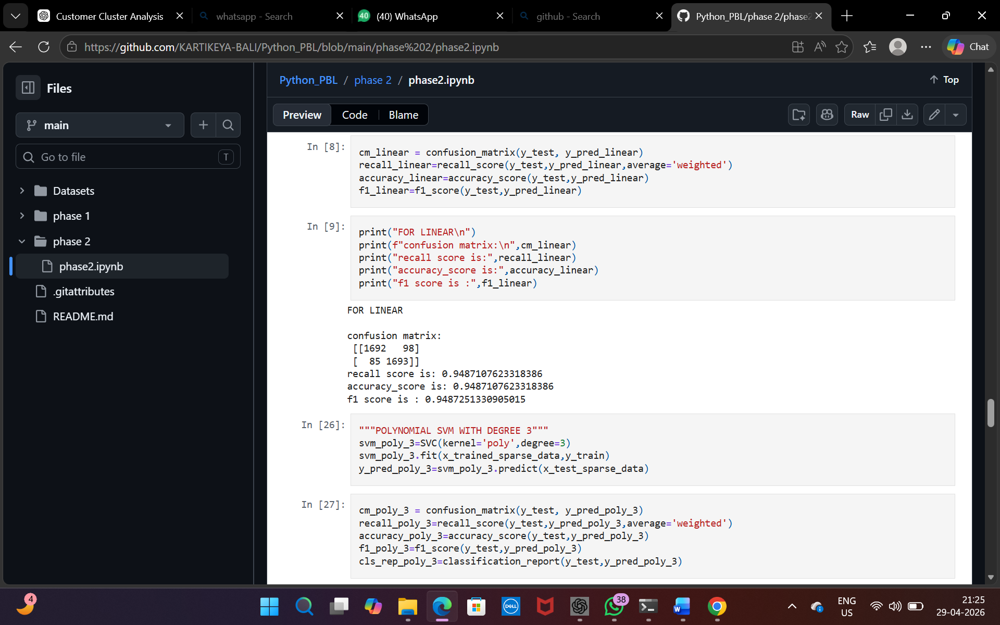 Customer Cluster Analysis
whatsapp - Search
40
(40) WhatsApp
github - Search
Python_PBL/phase 2/phase2
https://github.com/KARTIKEYA-BALI/Python_PBL/blob/main/phase%202/phase2.ipynb
Chat
Files
main
Go to file
T
Datasets
phase 1
phase 2
phase2.ipynb
.gitattributes
README.md
Python_PBL / phase 2 / phase2.ipynb
Top
Preview
Code
Blame
Raw
In [8]:
cm_linear = confusion_matrix(y_test, y_pred_linear)
recall_linear=recall_score(y_test,y_pred_linear,average='weighted')
accuracy_linear=accuracy_score(y_test,y_pred_linear)
f1_linear=f1_score(y_test,y_pred_linear)
In [9]:
print("FOR LINEAR\n")
print(f"confusion matrix:\n",cm_linear)
print("recall score is:",recall_linear)
print("accuracy_score is:",accuracy_linear)
print("f1 score is :",f1_linear)
FOR LINEAR
confusion matrix:
[[1692   98]
[  85 1693]]
recall score is: 0.9487107623318386
accuracy_score is: 0.9487107623318386
f1 score is : 0.9487251330905015
In [26]:
"""POLYNOMIAL SVM WITH DEGREE 3"""
svm_poly_3=SVC(kernel='poly',degree=3)
svm_poly_3.fit(x_trained_sparse_data,y_train)
y_pred_poly_3=svm_poly_3.predict(x_test_sparse_data)
In [27]:
cm_poly_3 = confusion_matrix(y_test, y_pred_poly_3)
recall_poly_3=recall_score(y_test,y_pred_poly_3,average='weighted')
accuracy_poly_3=accuracy_score(y_test,y_pred_poly_3)
f1_poly_3=f1_score(y_test,y_pred_poly_3)
cls_rep_poly_3=classification_report(y_test,y_pred_poly_3)
4
DELL
38
W
ENG
US
21:25
29-04-2026